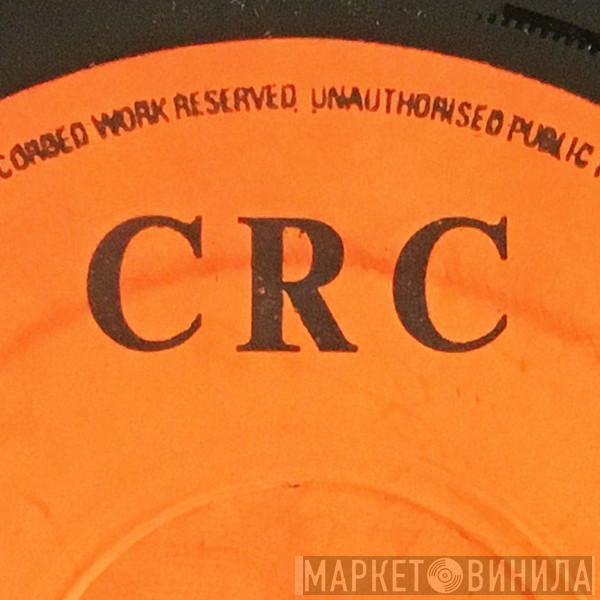 CORDED WORK RESERVED. UNAUTHORISED PUBLIC
CRC
МАРКЕТ ВИНИЛА